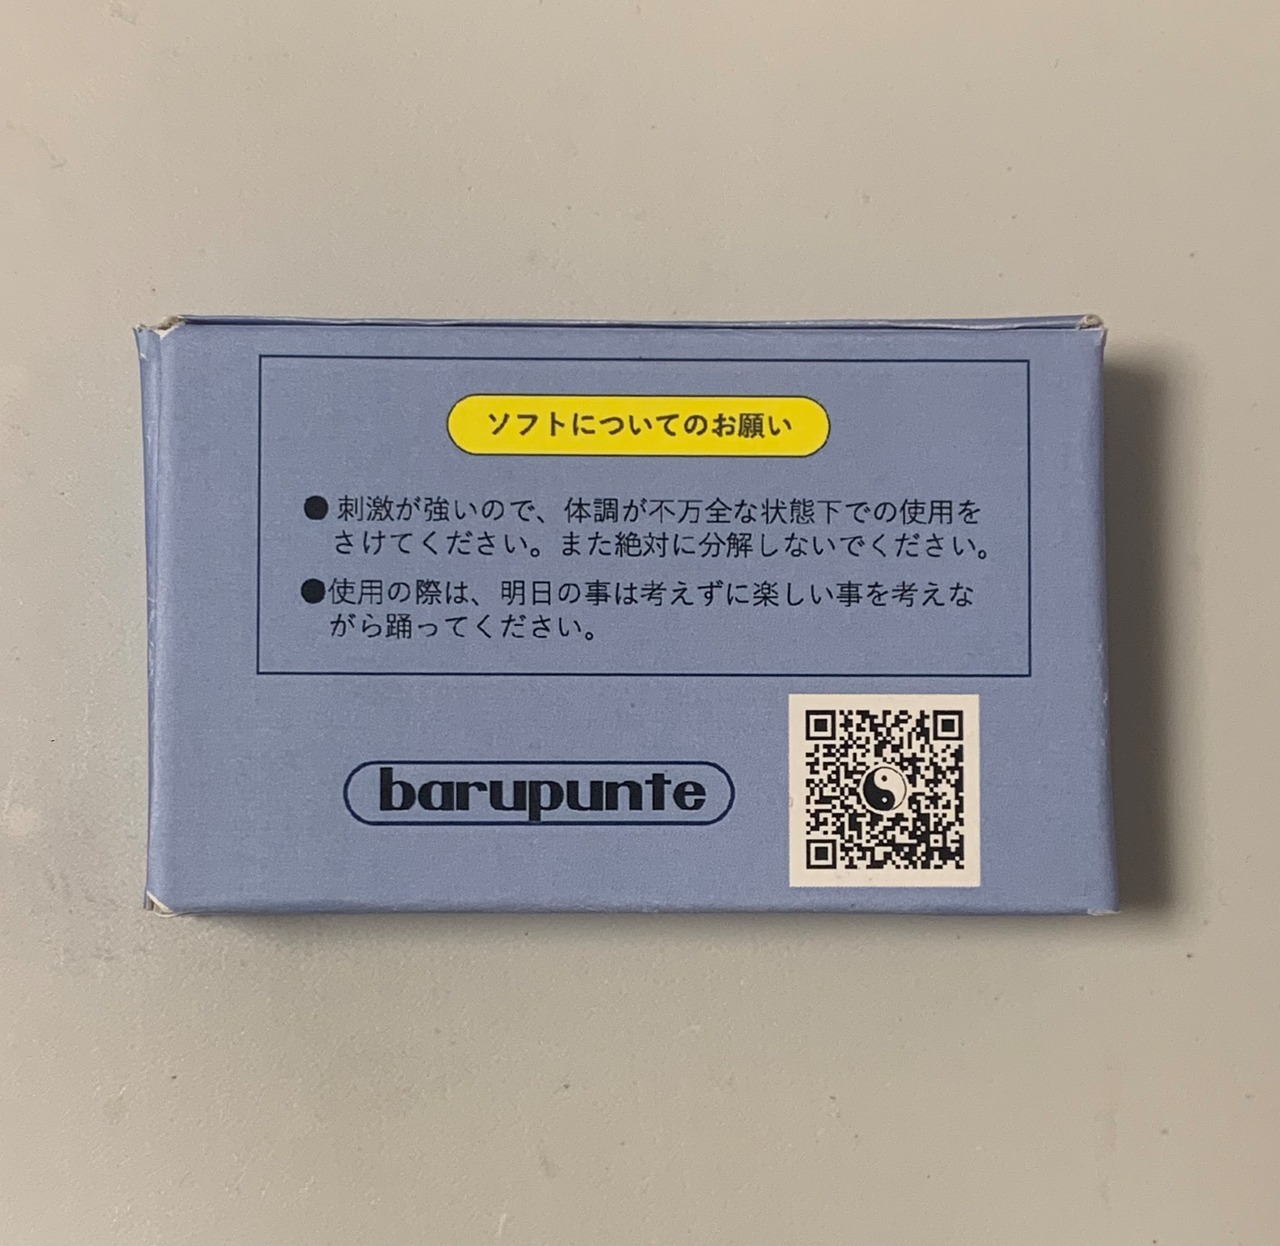 ソフトについてのお願い
●刺激が強いので、体調が不万全な状態下での使用を
さけてください。また絶対に分解しないでください。
●使用の際は、明日の事は考えずに楽しい事を考えな
がら踊ってください。
barupunte